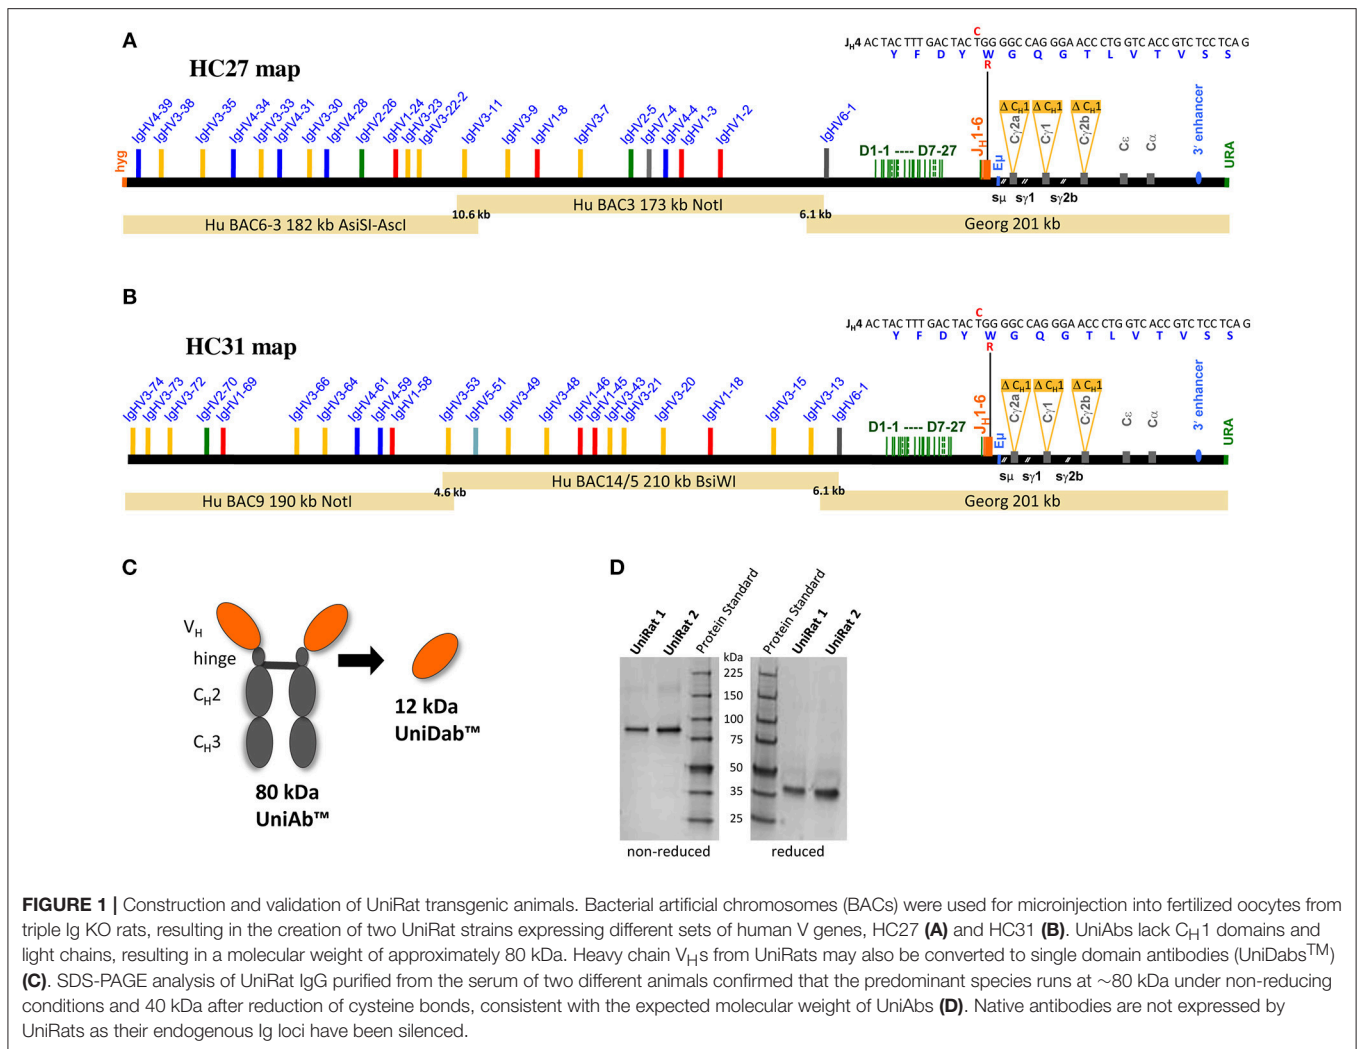 A
HC27 map
C
JH4 AC TAC TTT GAC TAC TGG GGC CAG GGA ACC CTG GTC ACC GTC TCC TCA G
Y F D Y W G Q G T L V T V S S
R
hyg
IgHV4-39
IgHV3-38
IgHV3-35
IgHV4-34
IgHV3-33
IgHV4-31
IgHV3-30
IgHV4-28
IgHV2-26
IgHV1-24
IgHV3-23
IgHV3-22-2
IgHV3-11
IgHV3-9
IgHV1-8
IgHV3-7
IgHV2-5
IgHV7-4
IgHV4-4
IgHV1-3
IgHV1-2
IgHV6-1
D1-1 ---- D7-27
JH1-6
Eμ
Δ CH1 Δ CH1 Δ CH1
Cγ2a
Cγ1
Cγ2b
Cε
Cα
3' enhancer
URA
sμ sγ1 sγ2b
Hu BAC6-3 182 kb AsiSI-AscI
10.6 kb
Hu BAC3 173 kb NotI
6.1 kb
Georg 201 kb
B
HC31 map
C
JH4 AC TAC TTT GAC TAC TGG GGC CAG GGA ACC CTG GTC ACC GTC TCC TCA G
Y F D Y W G Q G T L V T V S S
R
IgHV3-74
IgHV3-73
IgHV3-72
IgHV2-70
IgHV1-69
IgHV3-66
IgHV3-64
IgHV4-61
IgHV4-59
IgHV1-58
IgHV3-53
IgHV5-51
IgHV3-49
IgHV3-48
IgHV1-46
IgHV1-45
IgHV3-43
IgHV3-21
IgHV3-20
IgHV1-18
IgHV3-15
IgHV3-13
IgHV6-1
D1-1 ---- D7-27
JH1-6
Eμ
Δ CH1 Δ CH1 Δ CH1
Cγ2a
Cγ1
Cγ2b
Cε
Cα
3' enhancer
URA
sμ sγ1 sγ2b
Hu BAC9 190 kb NotI
4.6 kb
Hu BAC14/5 210 kb BsiWI
6.1 kb
Georg 201 kb
C
VH
hinge
CH2
CH3
80 kDa
UniAb™
12 kDa
UniDab™
D
UniRat 1
UniRat 2
Protein Standard
kDa
225
150
100
75
50
35
25
Protein Standard
UniRat 1
UniRat 2
non-reduced
reduced
FIGURE 1 | Construction and validation of UniRat transgenic animals. Bacterial artificial chromosomes (BACs) were used for microinjection into fertilized oocytes from
triple Ig KO rats, resulting in the creation of two UniRat strains expressing different sets of human V genes, HC27 (A) and HC31 (B). UniAbs lack CH1 domains and
light chains, resulting in a molecular weight of approximately 80 kDa. Heavy chain VHs from UniRats may also be converted to single domain antibodies (UniDabs™)
(C). SDS-PAGE analysis of UniRat IgG purified from the serum of two different animals confirmed that the predominant species runs at ∼80 kDa under non-reducing
conditions and 40 kDa after reduction of cysteine bonds, consistent with the expected molecular weight of UniAbs (D). Native antibodies are not expressed by
UniRats as their endogenous Ig loci have been silenced.